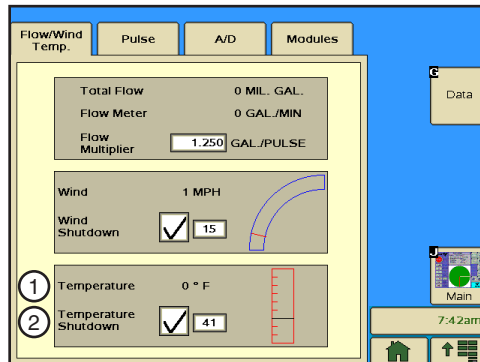 Flow/Wind
Temp.
Pulse
A/D
Modules
Total Flow 0 MIL. GAL.
Flow Meter 0 GAL./MIN
Flow
Multiplier 1.250 GAL./PULSE
Wind 1 MPH
Wind
Shutdown 15
1 Temperature 0 ° F
2 Temperature
Shutdown 41
G
Data
J
Main
7:42am